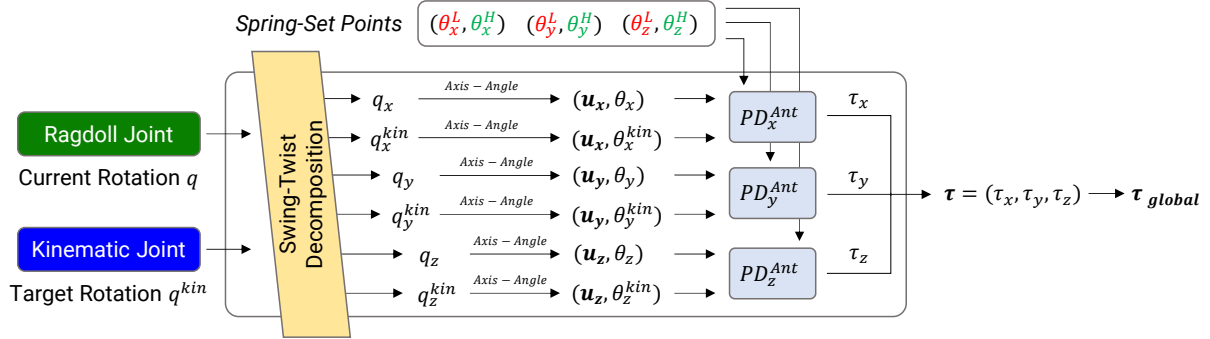 Spring-Set Points (θ_x^L, θ_x^H) (θ_y^L, θ_y^H) (θ_z^L, θ_z^H)
Swing-Twist
Decomposition
Ragdoll Joint
Current Rotation q
Kinematic Joint
Target Rotation q^{kin}
q_x Axis − Angle (u_x, θ_x)
q_x^{kin} Axis − Angle (u_x, θ_x^{kin})
q_y Axis − Angle (u_y, θ_y)
q_y^{kin} Axis − Angle (u_y, θ_y^{kin})
q_z Axis − Angle (u_z, θ_z)
q_z^{kin} Axis − Angle (u_z, θ_z^{kin})
PD_x^{Ant} τ_x
PD_y^{Ant} τ_y
PD_z^{Ant} τ_z
τ = (τ_x, τ_y, τ_z) τ_{global}